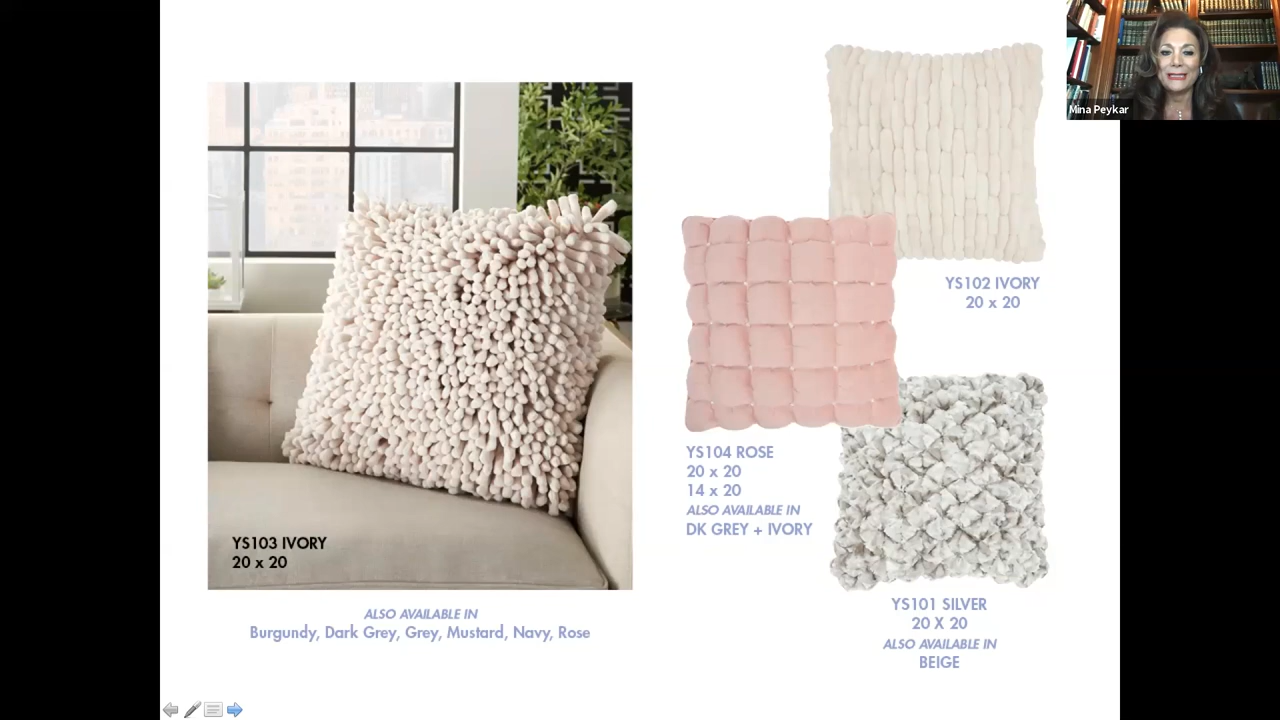 Mina Peykar
YS102 IVORY
20 x 20
YS104 ROSE
20 x 20
14 x 20
ALSO AVAILABLE IN
DK GREY + IVORY
YS103 IVORY
20 x 20
ALSO AVAILABLE IN
Burgundy, Dark Grey, Grey, Mustard, Navy, Rose
YS101 SILVER
20 X 20
ALSO AVAILABLE IN
BEIGE